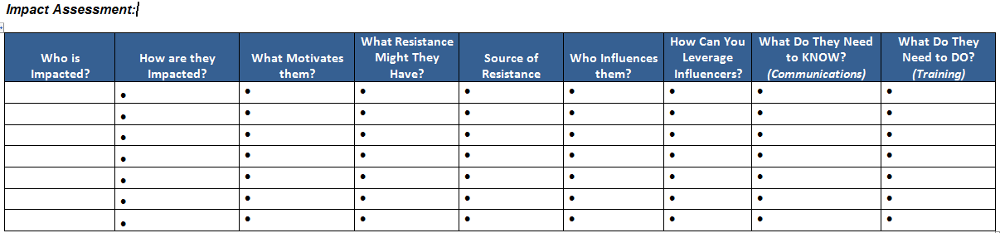 Impact Assessment:
Who is
Impacted?
How are they
Impacted?
What Motivates
them?
What Resistance
Might They
Have?
Source of
Resistance
Who Influences
them?
How Can You
Leverage
Influencers?
What Do They Need
to KNOW?
(Communications)
What Do They
Need to DO?
(Training)